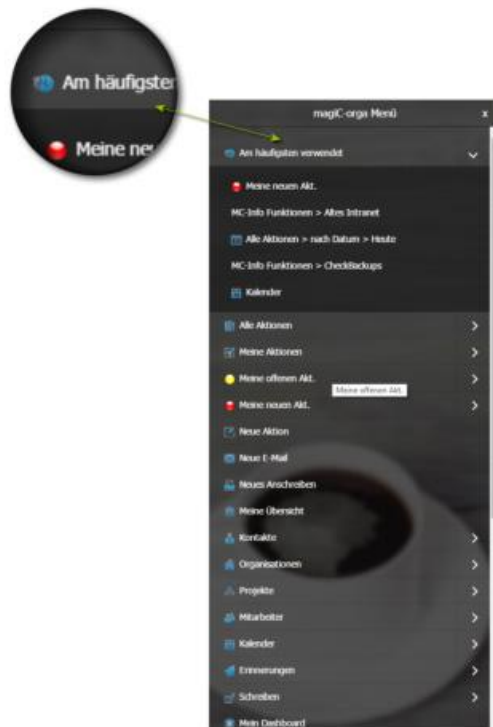 Am häufigsten
Meine neu
magiC-orga Menü x
Am häufigsten verwendet
Meine neuen Akt.
MC-Info Funktionen > Altes Intranet
Alle Aktionen > nach Datum > Heute
MC-Info Funktionen > CheckBackups
Kalender
Alle Aktionen
Meine Aktionen
Meine offenen Akt.
Meine offenen Akt.
Meine neuen Akt.
Neue Aktion
Neue E-Mail
Neues Anschreiben
Meine Übersicht
Kontakte
Organisationen
Projekte
Mitarbeiter
Kalender
Erinnerungen
Schreiben
Mein Dashboard